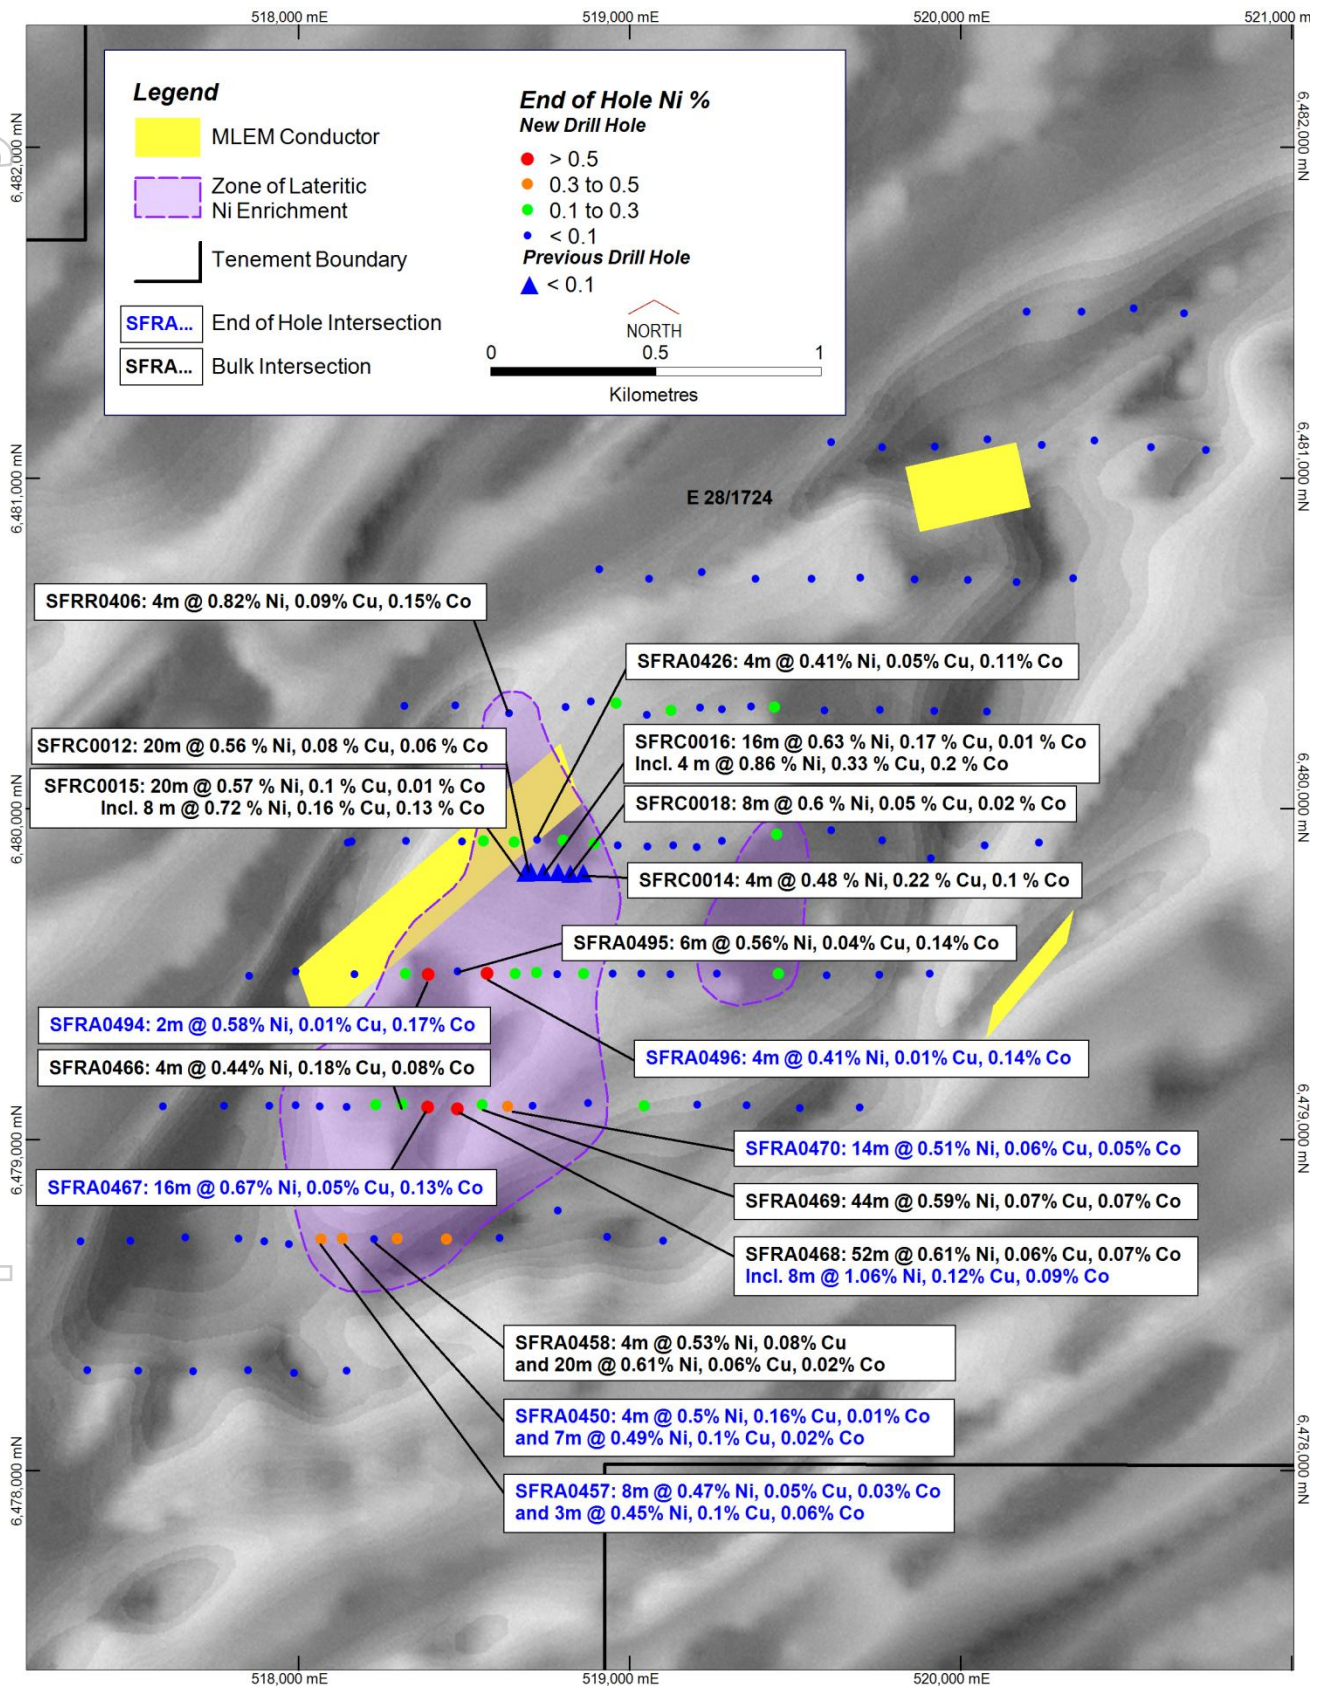 518,000 mE
519,000 mE
520,000 mE
521,000 m
Legend
MLEM Conductor
Zone of Lateritic
Ni Enrichment
Tenement Boundary
SFRA... End of Hole Intersection
SFRA... Bulk Intersection
End of Hole Ni %
New Drill Hole
> 0.5
0.3 to 0.5
0.1 to 0.3
< 0.1
Previous Drill Hole
< 0.1
NORTH
0 0.5 1
Kilometres
6,482,000 mN
6,482,000 mN
6,481,000 mN
6,481,000 mN
E 28/1724
SFRR0406: 4m @ 0.82% Ni, 0.09% Cu, 0.15% Co
SFRA0426: 4m @ 0.41% Ni, 0.05% Cu, 0.11% Co
SFRC0012: 20m @ 0.56 % Ni, 0.08 % Cu, 0.06 % Co
SFRC0015: 20m @ 0.57 % Ni, 0.1 % Cu, 0.01 % Co
Incl. 8 m @ 0.72 % Ni, 0.16 % Cu, 0.13 % Co
SFRC0016: 16m @ 0.63 % Ni, 0.17 % Cu, 0.01 % Co
Incl. 4 m @ 0.86 % Ni, 0.33 % Cu, 0.2 % Co
SFRC0018: 8m @ 0.6 % Ni, 0.05 % Cu, 0.02 % Co
6,480,000 mN
6,480,000 mN
SFRC0014: 4m @ 0.48 % Ni, 0.22 % Cu, 0.1 % Co
SFRA0495: 6m @ 0.56% Ni, 0.04% Cu, 0.14% Co
SFRA0494: 2m @ 0.58% Ni, 0.01% Cu, 0.17% Co
SFRA0466: 4m @ 0.44% Ni, 0.18% Cu, 0.08% Co
SFRA0496: 4m @ 0.41% Ni, 0.01% Cu, 0.14% Co
6,479,000 mN
6,479,000 mN
SFRA0470: 14m @ 0.51% Ni, 0.06% Cu, 0.05% Co
SFRA0467: 16m @ 0.67% Ni, 0.05% Cu, 0.13% Co
SFRA0469: 44m @ 0.59% Ni, 0.07% Cu, 0.07% Co
SFRA0468: 52m @ 0.61% Ni, 0.06% Cu, 0.07% Co
Incl. 8m @ 1.06% Ni, 0.12% Cu, 0.09% Co
SFRA0458: 4m @ 0.53% Ni, 0.08% Cu
and 20m @ 0.61% Ni, 0.06% Cu, 0.02% Co
SFRA0450: 4m @ 0.5% Ni, 0.16% Cu, 0.01% Co
and 7m @ 0.49% Ni, 0.1% Cu, 0.02% Co
6,478,000 mN
6,478,000 mN
SFRA0457: 8m @ 0.47% Ni, 0.05% Cu, 0.03% Co
and 3m @ 0.45% Ni, 0.1% Cu, 0.06% Co
518,000 mE
519,000 mE
520,000 mE